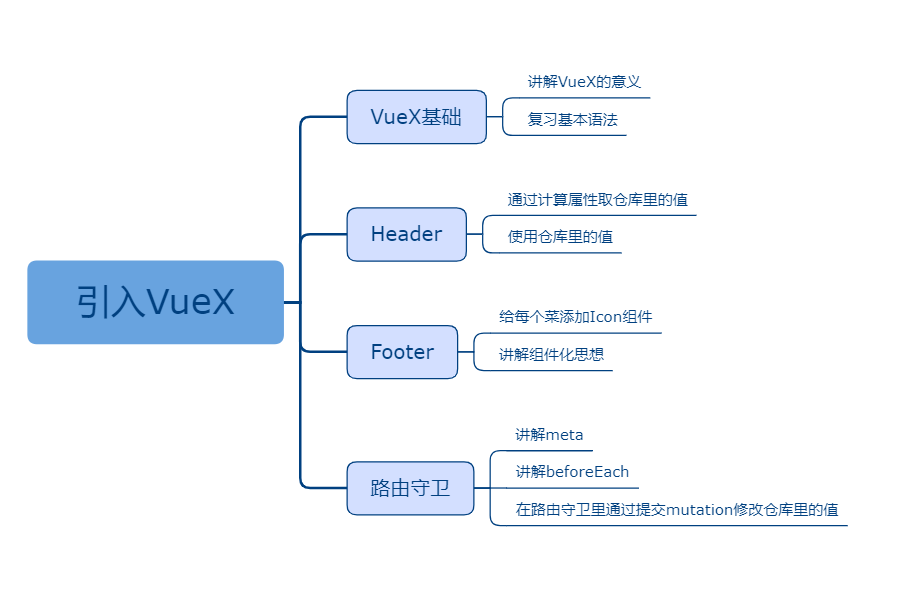 引入VueX
VueX基础
讲解VueX的意义
复习基本语法
Header
通过计算属性取仓库里的值
使用仓库里的值
Footer
给每个菜添加Icon组件
讲解组件化思想
路由守卫
讲解meta
讲解beforeEach
在路由守卫里通过提交mutation修改仓库里的值